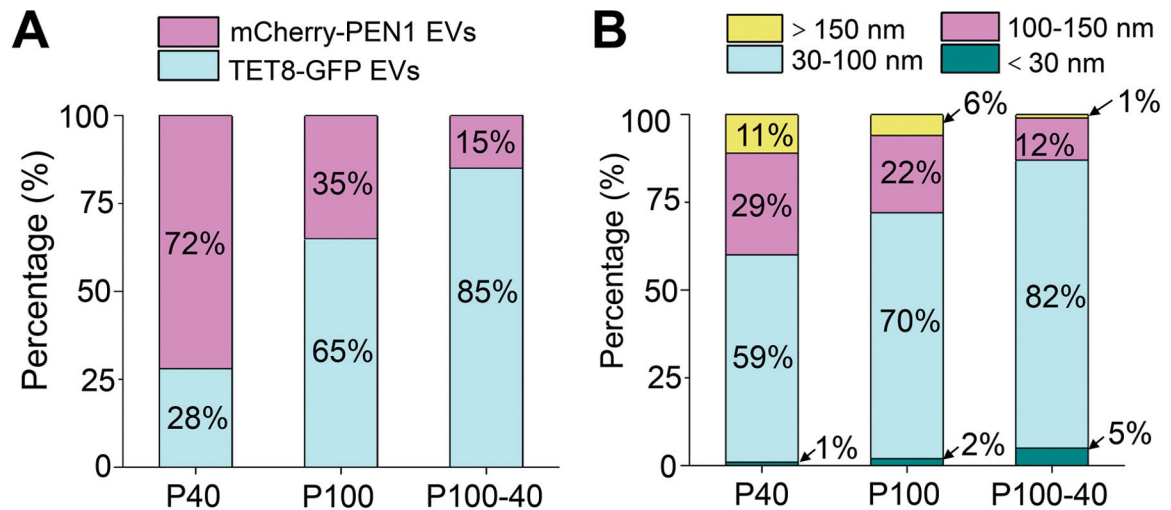 A
mCherry-PEN1 EVs
TET8-GFP EVs
Percentage (%)
100
75
50
25
0
72%
28%
35%
65%
15%
85%
P40
P100
P100-40
B
> 150 nm
100-150 nm
30-100 nm
< 30 nm
Percentage (%)
100
75
50
25
0
11%
29%
59%
1%
6%
22%
70%
2%
1%
12%
82%
5%
P40
P100
P100-40